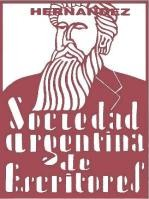 HERNANDEZ
Sociedad
argentina
de
Escritores